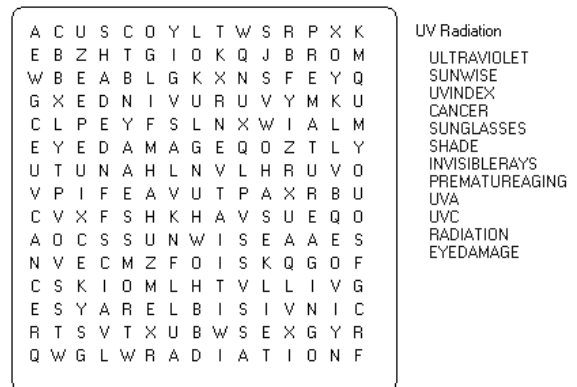 A C U S C O Y L T W S R P X K
E B Z H T G I O K Q J B R O M
W B E A B L G K X N S F E Y Q
G X E D N I V U R U V Y M K U
C L P E Y F S L N X W I A L M
E Y E D A M A G E Q O Z T L Y
U T U N A H L N V L H R U V O
V P I F E A V U T P A X R B U
C V X F S H K H A V S U E Q O
A O C S S U N W I S E A A E S
N V E C M Z F O I S K Q G O F
C S K I O M L H T V L L I V G
E S Y A R E L B I S I V N I C
R T S V T X U B W S E X G Y R
Q W G L W R A D I A T I O N F
UV Radiation
ULTRAVIOLET
SUNWISE
UVINDEX
CANCER
SUNGLASSES
SHADE
INVISIBLERAYS
PREMATUREAGING
UVA
UVC
RADIATION
EYEDAMAGE